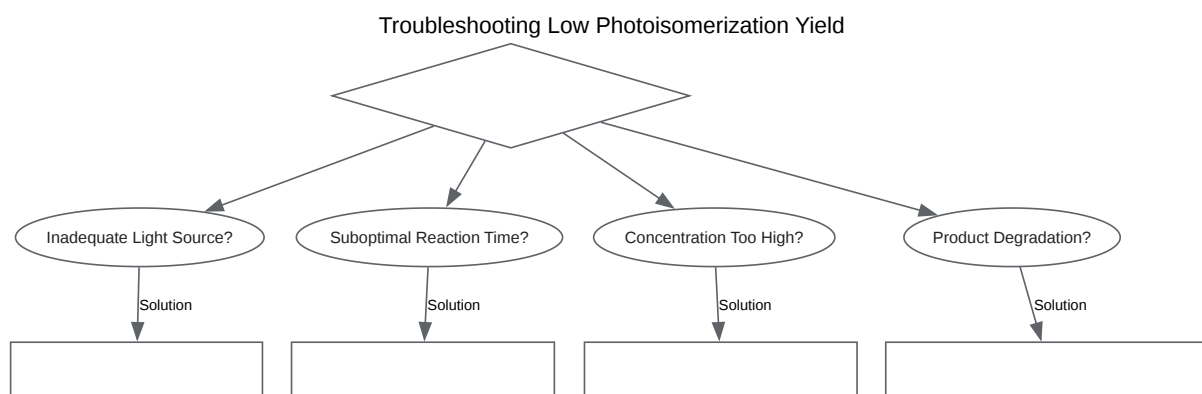 Troubleshooting Low Photoisomerization Yield
Inadequate Light Source?
Suboptimal Reaction Time?
Concentration Too High?
Product Degradation?
Solution
Solution
Solution
Solution